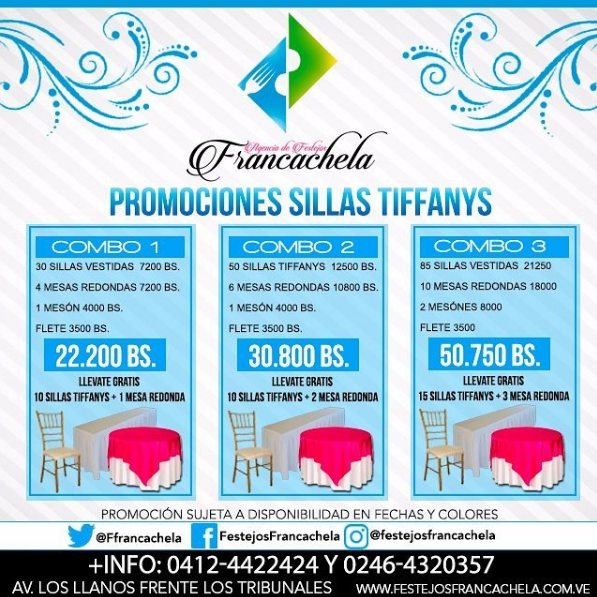 Agencia de Festejos
Francachela
PROMOCIONES SILLAS TIFFANYS
COMBO 1
30 SILLAS VESTIDAS 7200 BS.
4 MESAS REDONDAS 7200 BS.
1 MESÓN 4000 BS.
FLETE 3500 BS.
22.200 BS.
LLEVATE GRATIS
10 SILLAS TIFFANYS + 1 MESA REDONDA
COMBO 2
50 SILLAS TIFFANYS 12500 BS.
6 MESAS REDONDAS 10800 BS.
1 MESÓN 4000 BS.
FLETE 3500 BS.
30.800 BS.
LLEVATE GRATIS
10 SILLAS TIFFANYS + 2 MESA REDONDA
COMBO 3
85 SILLAS VESTIDAS 21250
10 MESAS REDONDAS 18000
2 MESÓNES 8000
FLETE 3500
50.750 BS.
LLEVATE GRATIS
15 SILLAS TIFFANYS + 3 MESA REDONDA
PROMOCIÓN SUJETA A DISPONIBILIDAD EN FECHAS Y COLORES
@Ffrancachela FestejosFrancachela @festejosfrancachela
+INFO: 0412-4422424 Y 0246-4320357
AV. LOS LLANOS FRENTE LOS TRIBUNALES WWW.FESTEJOSFRANCACHELA.COM.VE